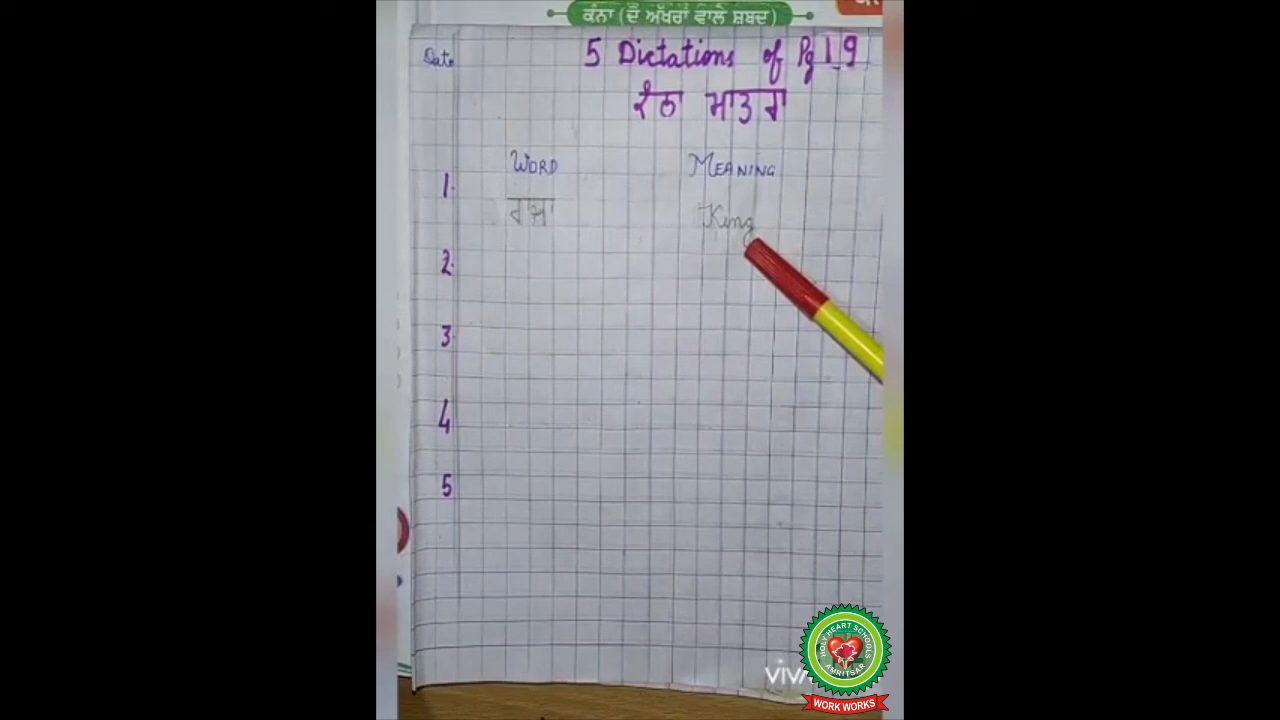 ਕੰਨਾ (ਦੋ ਅੱਖਰਾਂ ਵਾਲੇ ਸ਼ਬਦ)
Date
5 Dictations of Pg 19
ਕੰਨਾ ਮਾਤਰਾ
WORD MEANING
1.
ਰਾਜਾ King
2.
3.
4
5
VIVA
HOLY HEART SCHOOLS
AMRITSAR
WORK WORKS